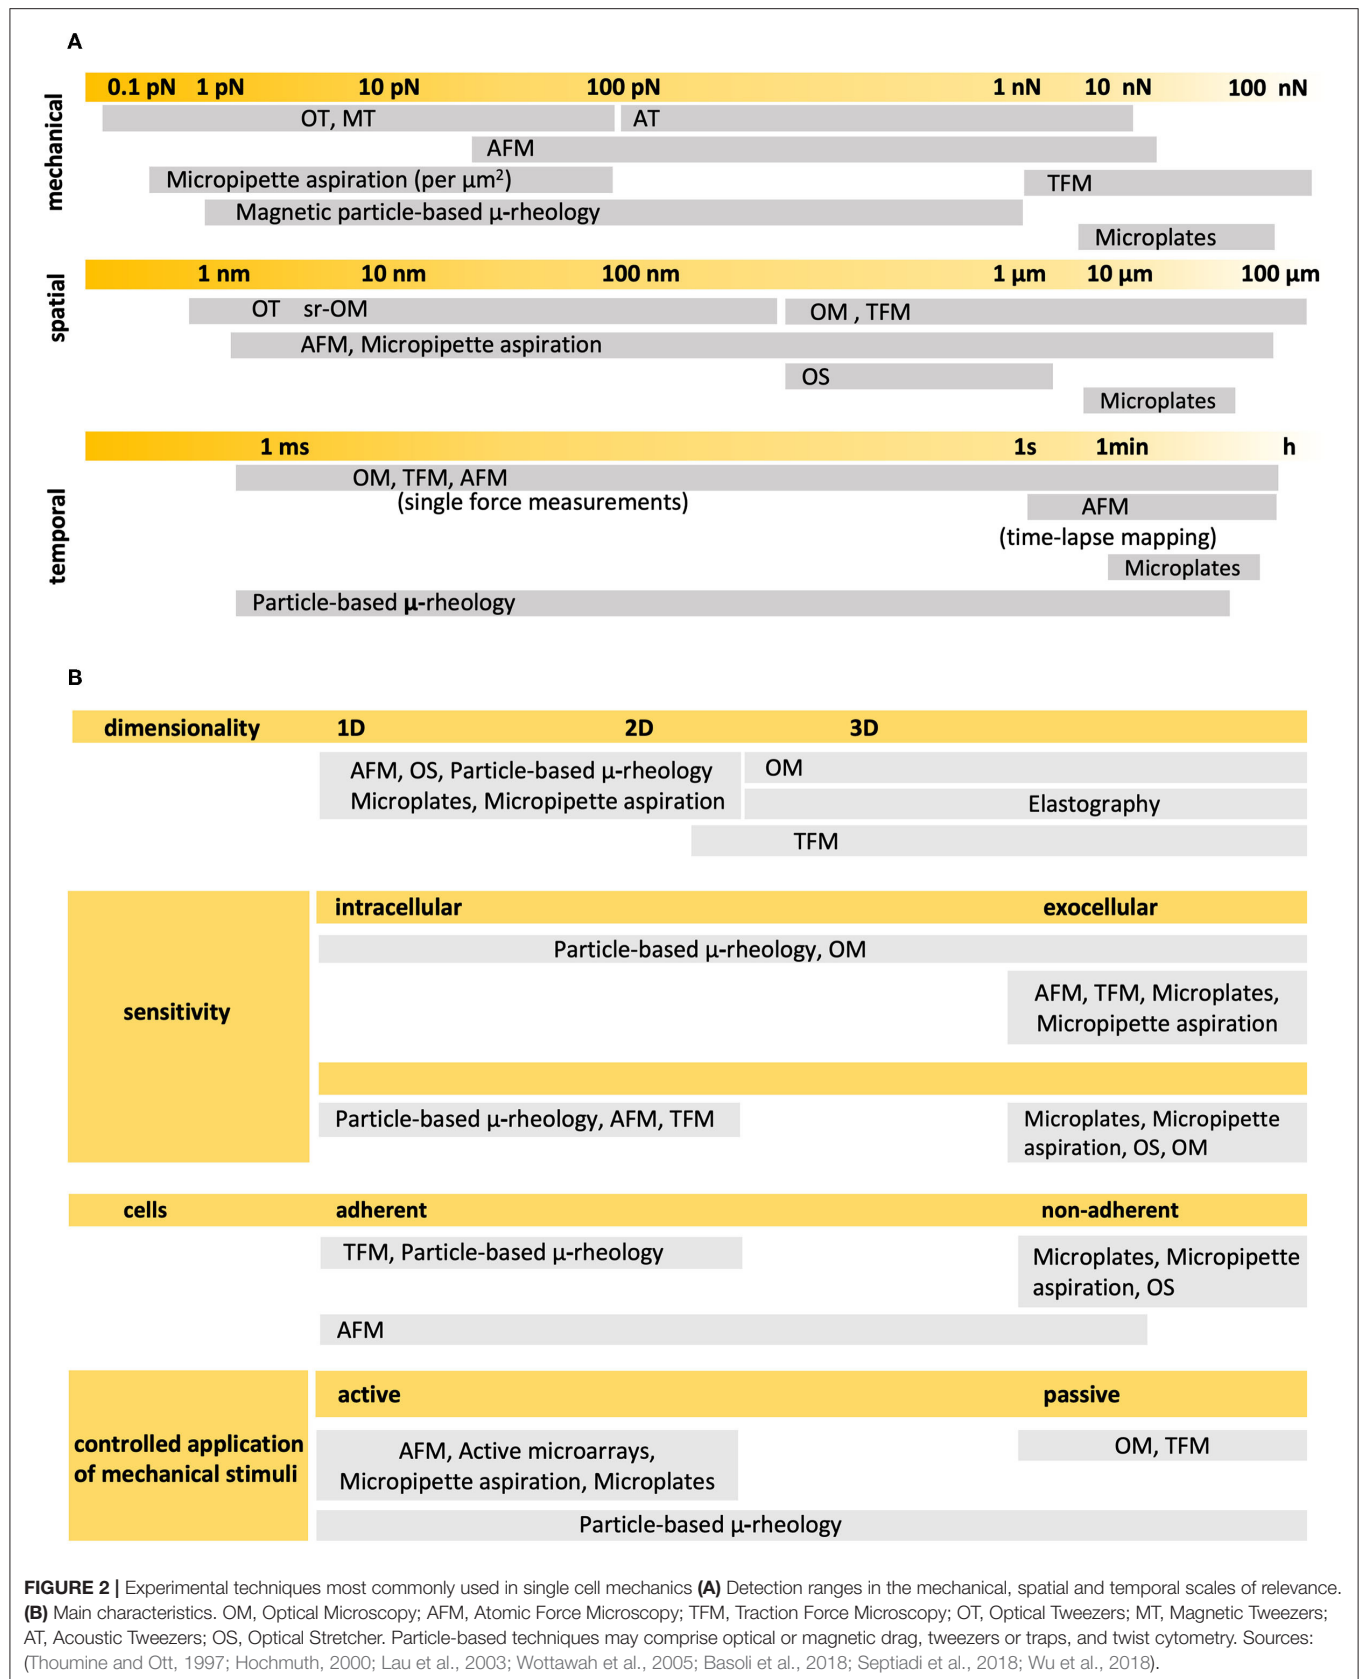 A
mechanical
0.1 pN 1 pN 10 pN 100 pN 1 nN 10 nN 100 nN
OT, MT
AT
AFM
Micropipette aspiration (per µm²)
TFM
Magnetic particle-based µ-rheology
Microplates
spatial
1 nm 10 nm 100 nm 1 µm 10 µm 100 µm
OT sr-OM
OM , TFM
AFM, Micropipette aspiration
OS
Microplates
temporal
1 ms 1s 1min h
OM, TFM, AFM
(single force measurements)
AFM
(time-lapse mapping)
Microplates
Particle-based µ-rheology
B
dimensionality 1D 2D 3D
AFM, OS, Particle-based µ-rheology
Microplates, Micropipette aspiration
OM
Elastography
TFM
sensitivity
intracellular exocellular
Particle-based µ-rheology, OM
AFM, TFM, Microplates,
Micropipette aspiration
Particle-based µ-rheology, AFM, TFM
Microplates, Micropipette
aspiration, OS, OM
cells adherent non-adherent
TFM, Particle-based µ-rheology
Microplates, Micropipette
aspiration, OS
AFM
controlled application
of mechanical stimuli
active passive
AFM, Active microarrays,
Micropipette aspiration, Microplates
OM, TFM
Particle-based µ-rheology
FIGURE 2 | Experimental techniques most commonly used in single cell mechanics (A) Detection ranges in the mechanical, spatial and temporal scales of relevance.
(B) Main characteristics. OM, Optical Microscopy; AFM, Atomic Force Microscopy; TFM, Traction Force Microscopy; OT, Optical Tweezers; MT, Magnetic Tweezers;
AT, Acoustic Tweezers; OS, Optical Stretcher. Particle-based techniques may comprise optical or magnetic drag, tweezers or traps, and twist cytometry. Sources:
(Thoumine and Ott, 1997; Hochmuth, 2000; Lau et al., 2003; Wottawah et al., 2005; Basoli et al., 2018; Septiadi et al., 2018; Wu et al., 2018).